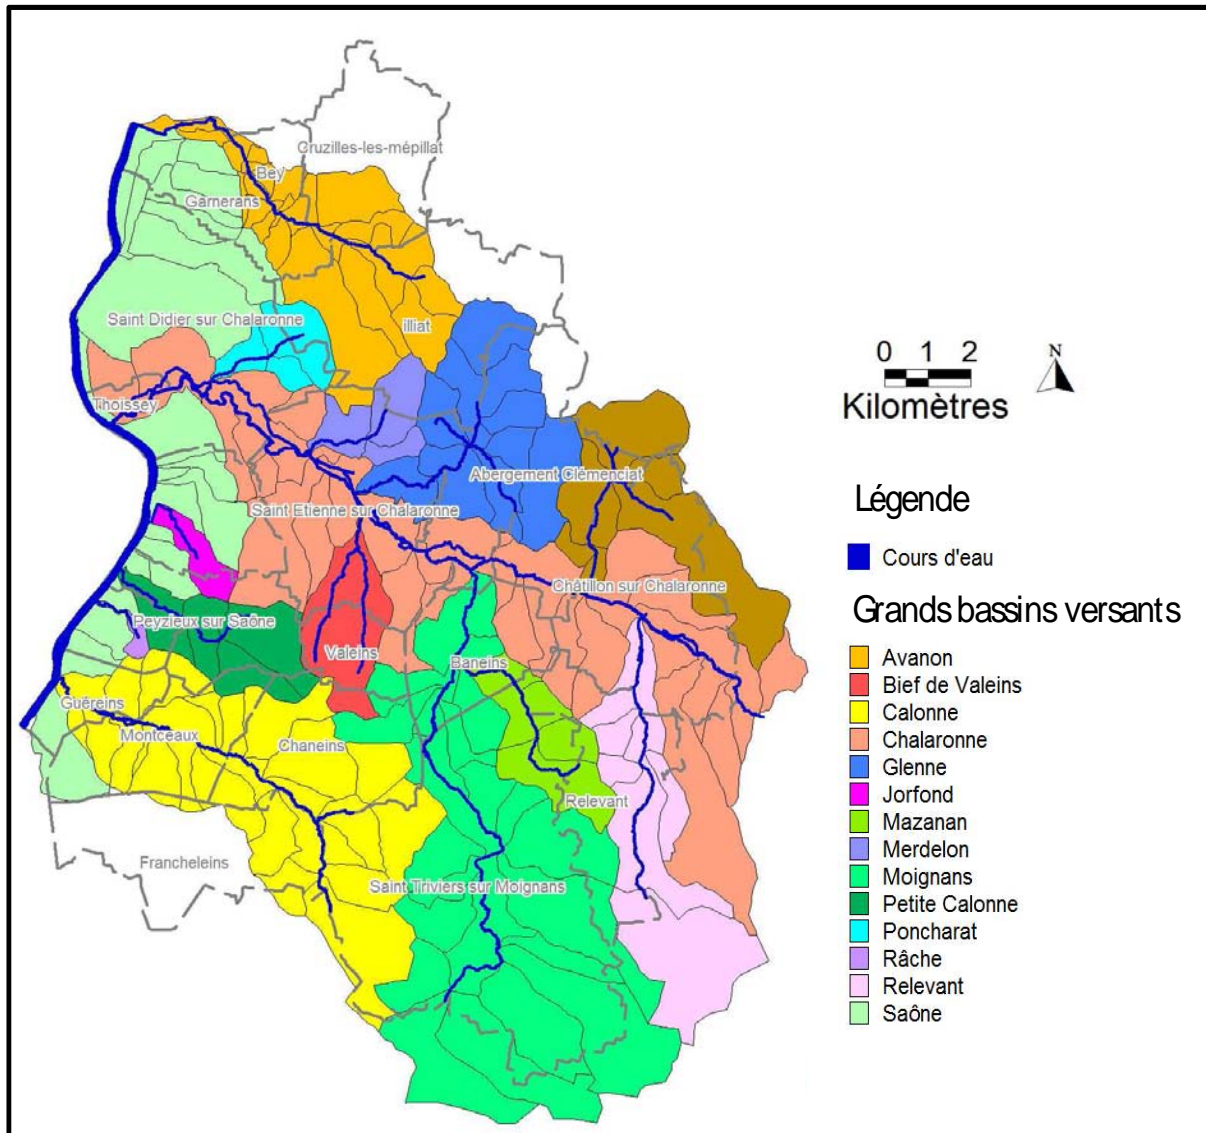 Cruzilles-les-mépillat
Bey
Garnerans
Saint Didier sur Chalaronne
illiat
Thoissey
Abergement Clémenciat
Saint Etienne sur Chalaronne
Châtillon sur Chalaronne
Peyzieux sur Saône
Valeins
Baneins
Guéreins
Montceaux
Chaneins
Relevant
Francheleins
Saint Triviers sur Moignans
0 1 2
Kilomètres
N
Légende
Cours d'eau
Grands bassins versants
Avanon
Bief de Valeins
Calonne
Chalaronne
Glenne
Jorfond
Mazanan
Merdelon
Moignans
Petite Calonne
Poncharat
Râche
Relevant
Saône